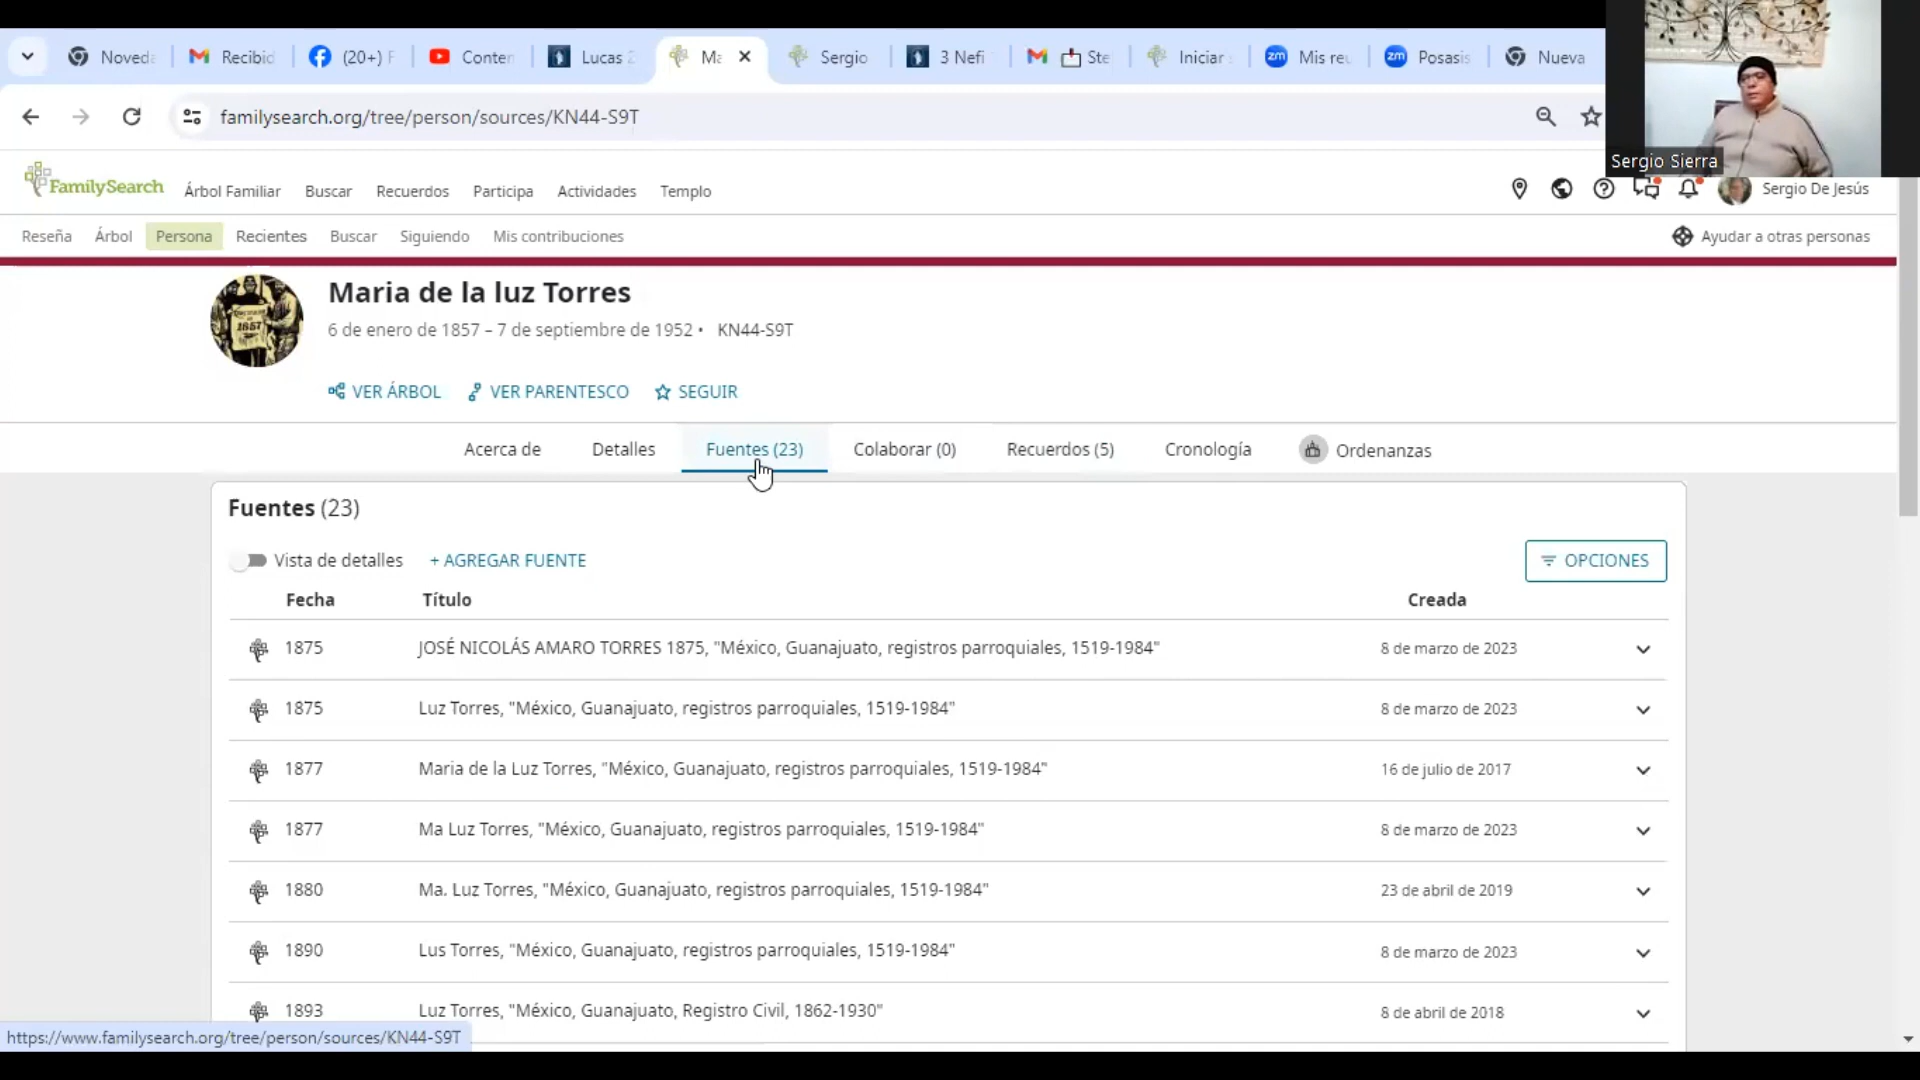 Noveda
Recibid
(20+) F
Conten
Lucas 2
Ma
Sergio
3 Nefi
Ste
Iniciar s
zm Mis reu
zm Posasis
Nueva
familysearch.org/tree/person/sources/KN44-S9T
Sergio Sierra
FamilySearch
Árbol Familiar
Buscar
Recuerdos
Participa
Actividades
Templo
Sergio De Jesús
Reseña
Árbol
Persona
Recientes
Buscar
Siguiendo
Mis contribuciones
Ayudar a otras personas
1857
Maria de la luz Torres
6 de enero de 1857 – 7 de septiembre de 1952 • KN44-S9T
VER ÁRBOL
VER PARENTESCO
SEGUIR
Acerca de
Detalles
Fuentes (23)
Colaborar (0)
Recuerdos (5)
Cronología
Ordenanzas
Fuentes (23)
Vista de detalles
+ AGREGAR FUENTE
OPCIONES
Fecha Título Creada
1875 JOSÉ NICOLÁS AMARO TORRES 1875, "México, Guanajuato, registros parroquiales, 1519-1984" 8 de marzo de 2023
1875 Luz Torres, "México, Guanajuato, registros parroquiales, 1519-1984" 8 de marzo de 2023
1877 Maria de la Luz Torres, "México, Guanajuato, registros parroquiales, 1519-1984" 16 de julio de 2017
1877 Ma Luz Torres, "México, Guanajuato, registros parroquiales, 1519-1984" 8 de marzo de 2023
1880 Ma. Luz Torres, "México, Guanajuato, registros parroquiales, 1519-1984" 23 de abril de 2019
1890 Lus Torres, "México, Guanajuato, registros parroquiales, 1519-1984" 8 de marzo de 2023
1893 Luz Torres, "México, Guanajuato, Registro Civil, 1862-1930" 8 de abril de 2018
https://www.familysearch.org/tree/person/sources/KN44-S9T